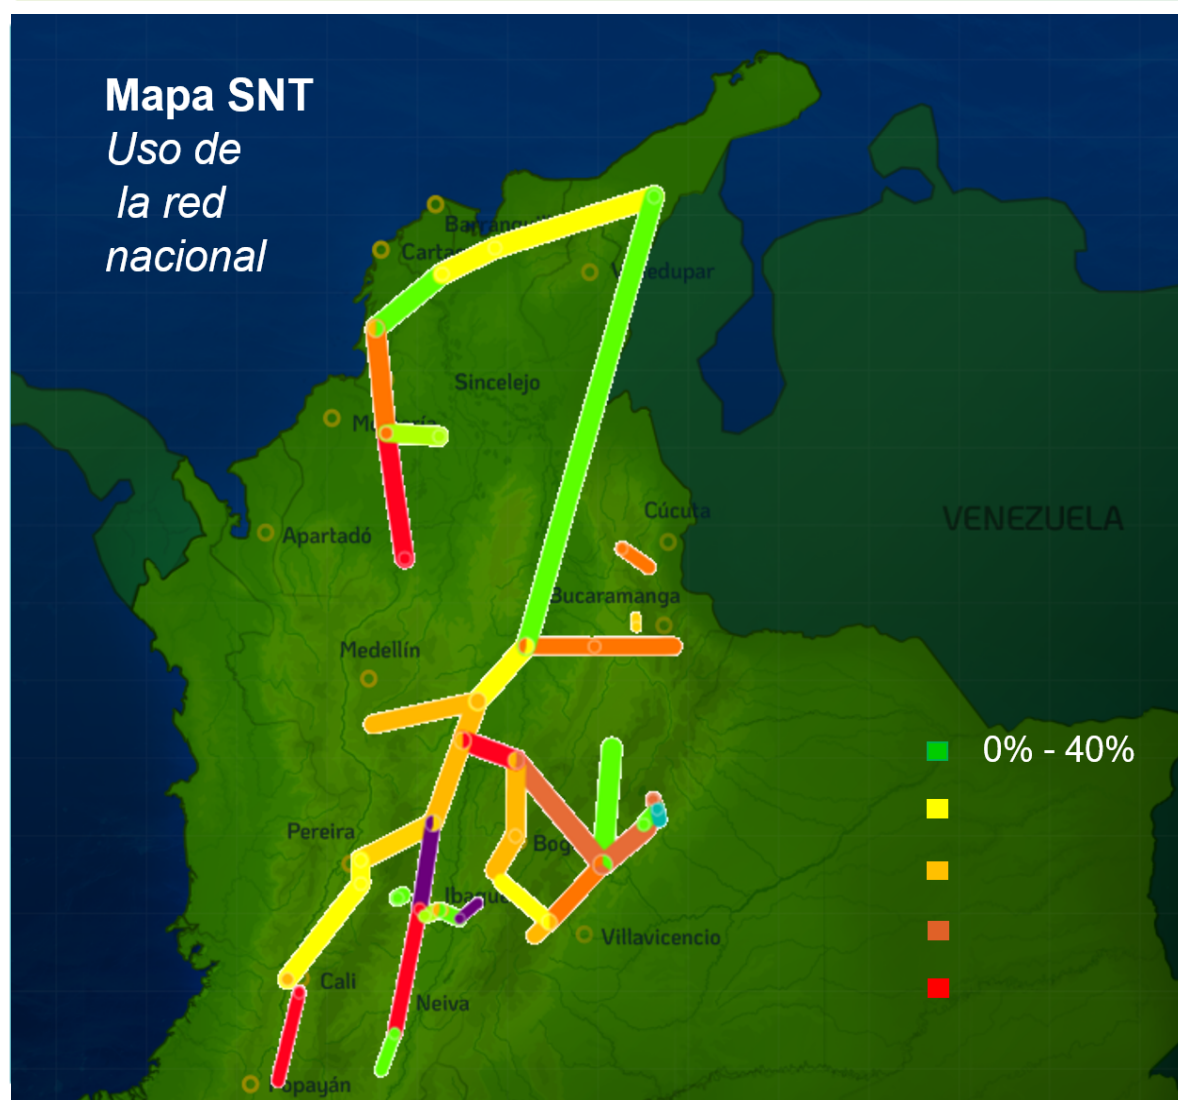 Mapa SNT
Uso de
la red
nacional
Sincelejo
Cúcuta
VENEZUELA
Apartadó
Bucaramanga
Medellín
0% - 40%
Pereira
Villavicencio
Cali
Neiva
Popayán